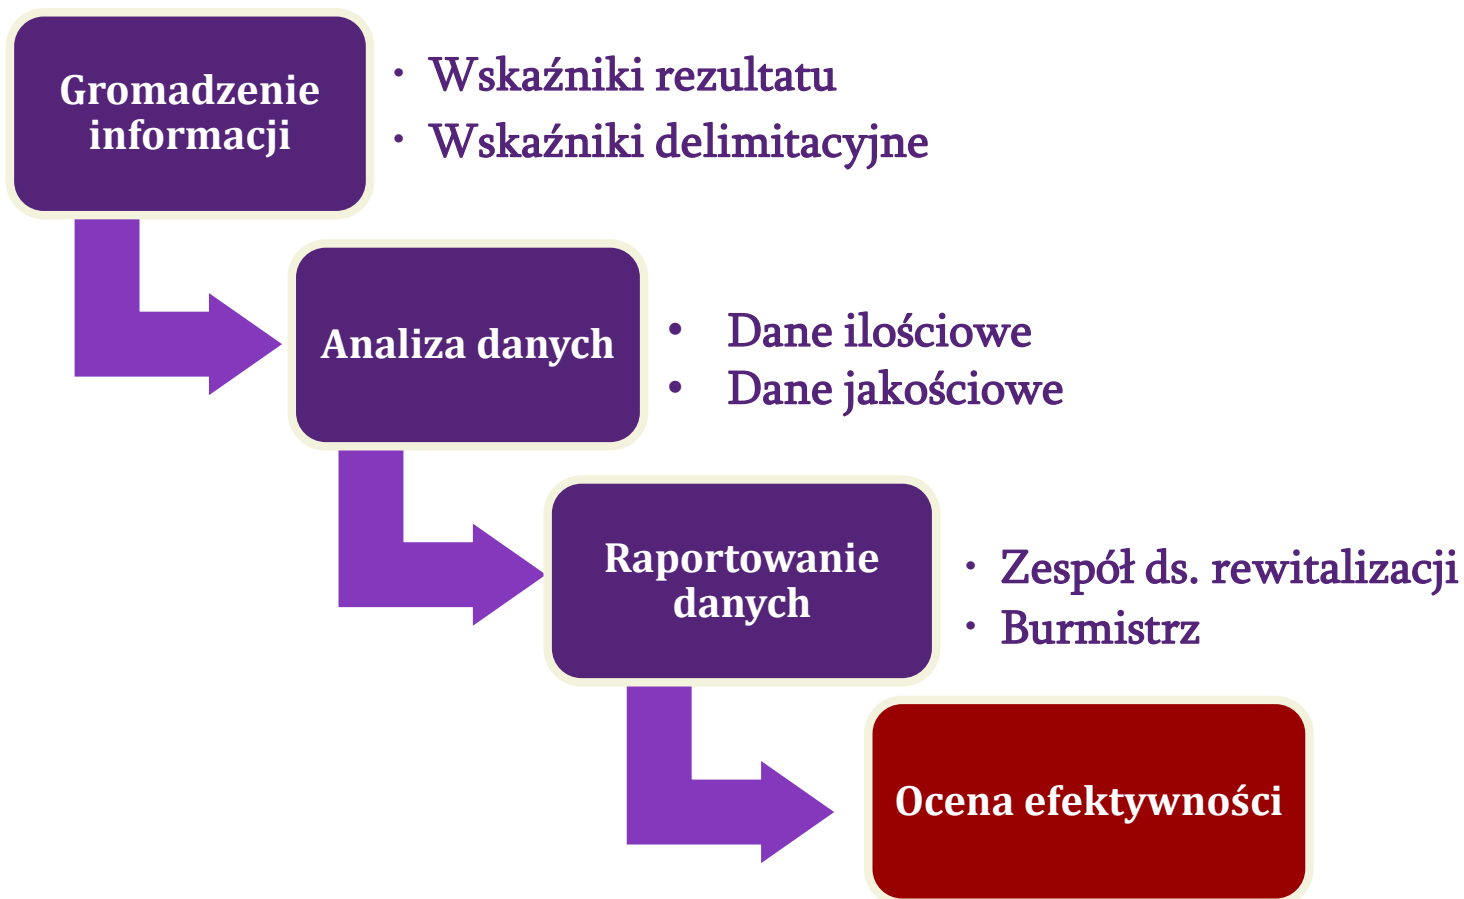 Gromadzenie
informacji
• Wskaźniki rezultatu
• Wskaźniki delimitacyjne
Analiza danych
• Dane ilościowe
• Dane jakościowe
Raportowanie
danych
• Zespół ds. rewitalizacji
• Burmistrz
Ocena efektywności